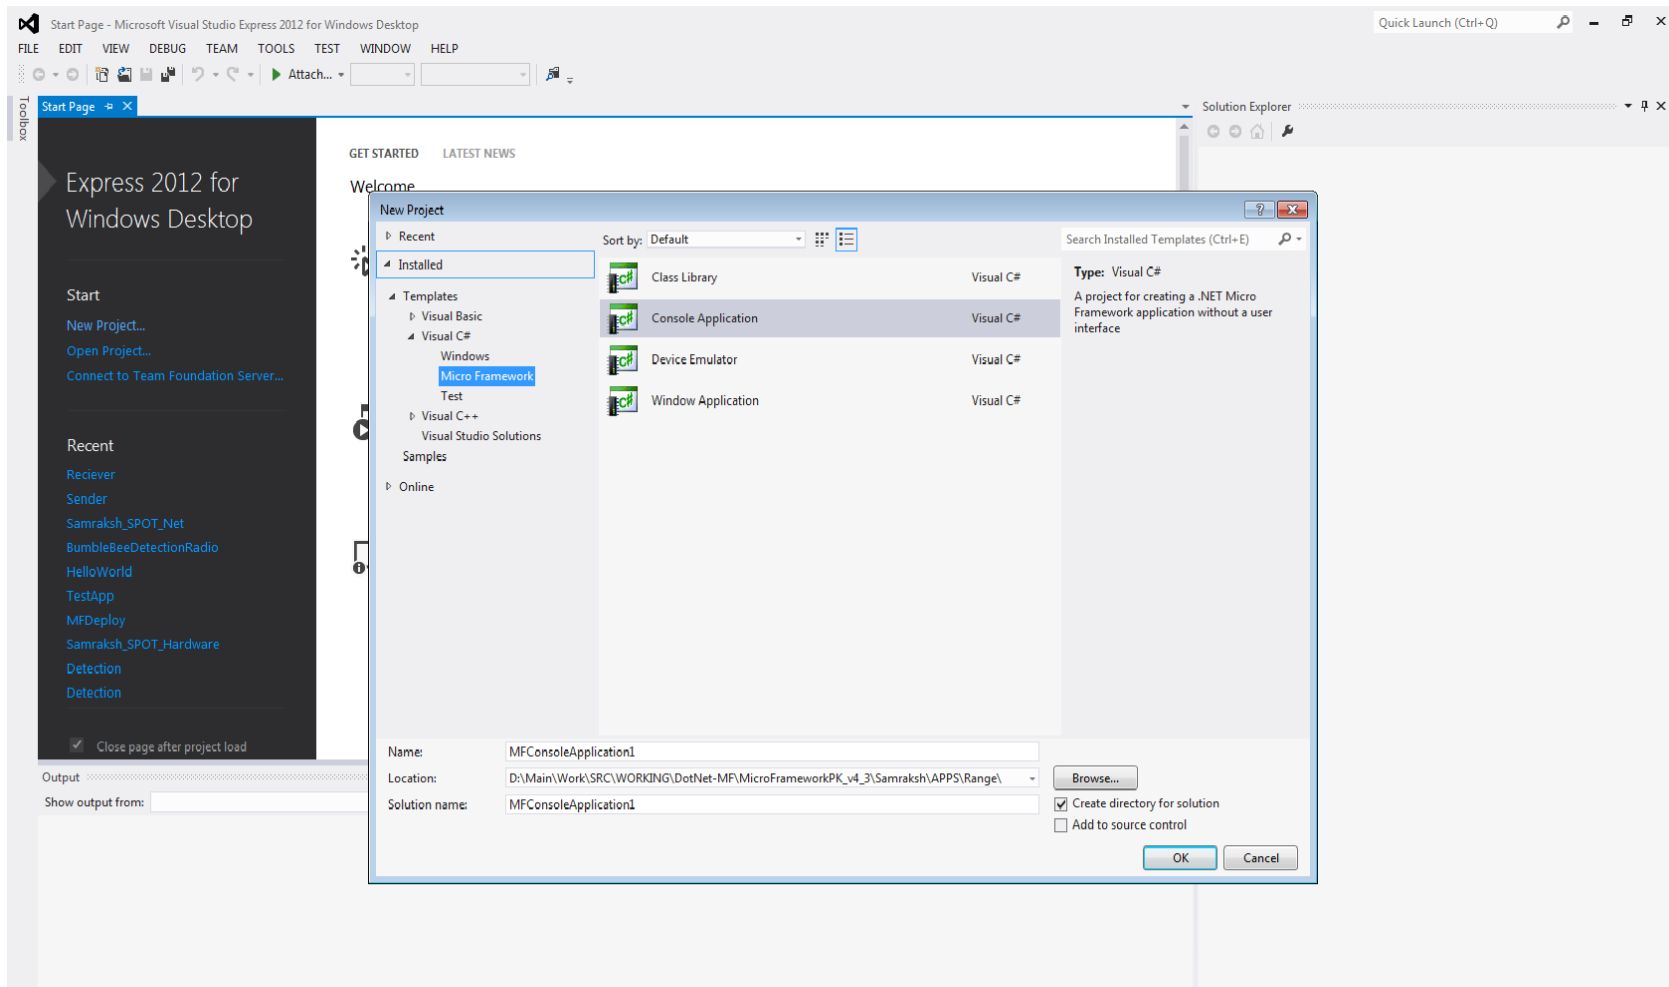 Start Page - Microsoft Visual Studio Express 2012 for Windows Desktop
Quick Launch (Ctrl+Q)
FILE EDIT VIEW DEBUG TEAM TOOLS TEST WINDOW HELP
Attach...
Toolbox
Start Page
Solution Explorer
Express 2012 for
Windows Desktop
Start
New Project...
Open Project...
Connect to Team Foundation Server...
Recent
Reciever
Sender
Samraksh_SPOT_Net
BumbleBeeDetectionRadio
HelloWorld
TestApp
MFDeploy
Samraksh_SPOT_Hardware
Detection
Detection
Close page after project load
GET STARTED LATEST NEWS
Welcome
New Project
Recent
Installed
Templates
Visual Basic
Visual C#
Windows
Micro Framework
Test
Visual C++
Visual Studio Solutions
Samples
Online
Sort by: Default
Class Library Visual C#
Console Application Visual C#
Device Emulator Visual C#
Window Application Visual C#
Search Installed Templates (Ctrl+E)
Type: Visual C#
A project for creating a .NET Micro
Framework application without a user
interface
Name: MFConsoleApplication1
Location: D:\Main\Work\SRC\WORKING\DotNet-MF\MicroFrameworkPK_v4_3\Samraksh\APPS\Range\
Browse...
Solution name: MFConsoleApplication1
Create directory for solution
Add to source control
OK Cancel
Output
Show output from: